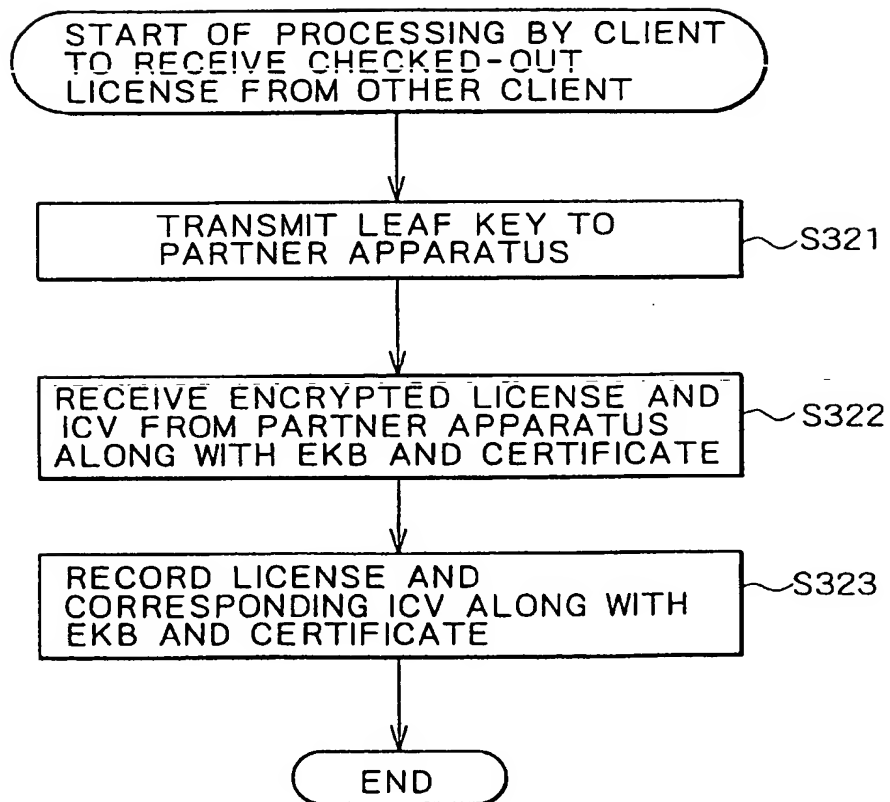 START OF PROCESSING BY CLIENT
TO RECEIVE CHECKED-OUT
LICENSE FROM OTHER CLIENT
TRANSMIT LEAF KEY TO
PARTNER APPARATUS
S321
RECEIVE ENCRYPTED LICENSE AND
ICV FROM PARTNER APPARATUS
ALONG WITH EKB AND CERTIFICATE
S322
RECORD LICENSE AND
CORRESPONDING ICV ALONG WITH
EKB AND CERTIFICATE
S323
END